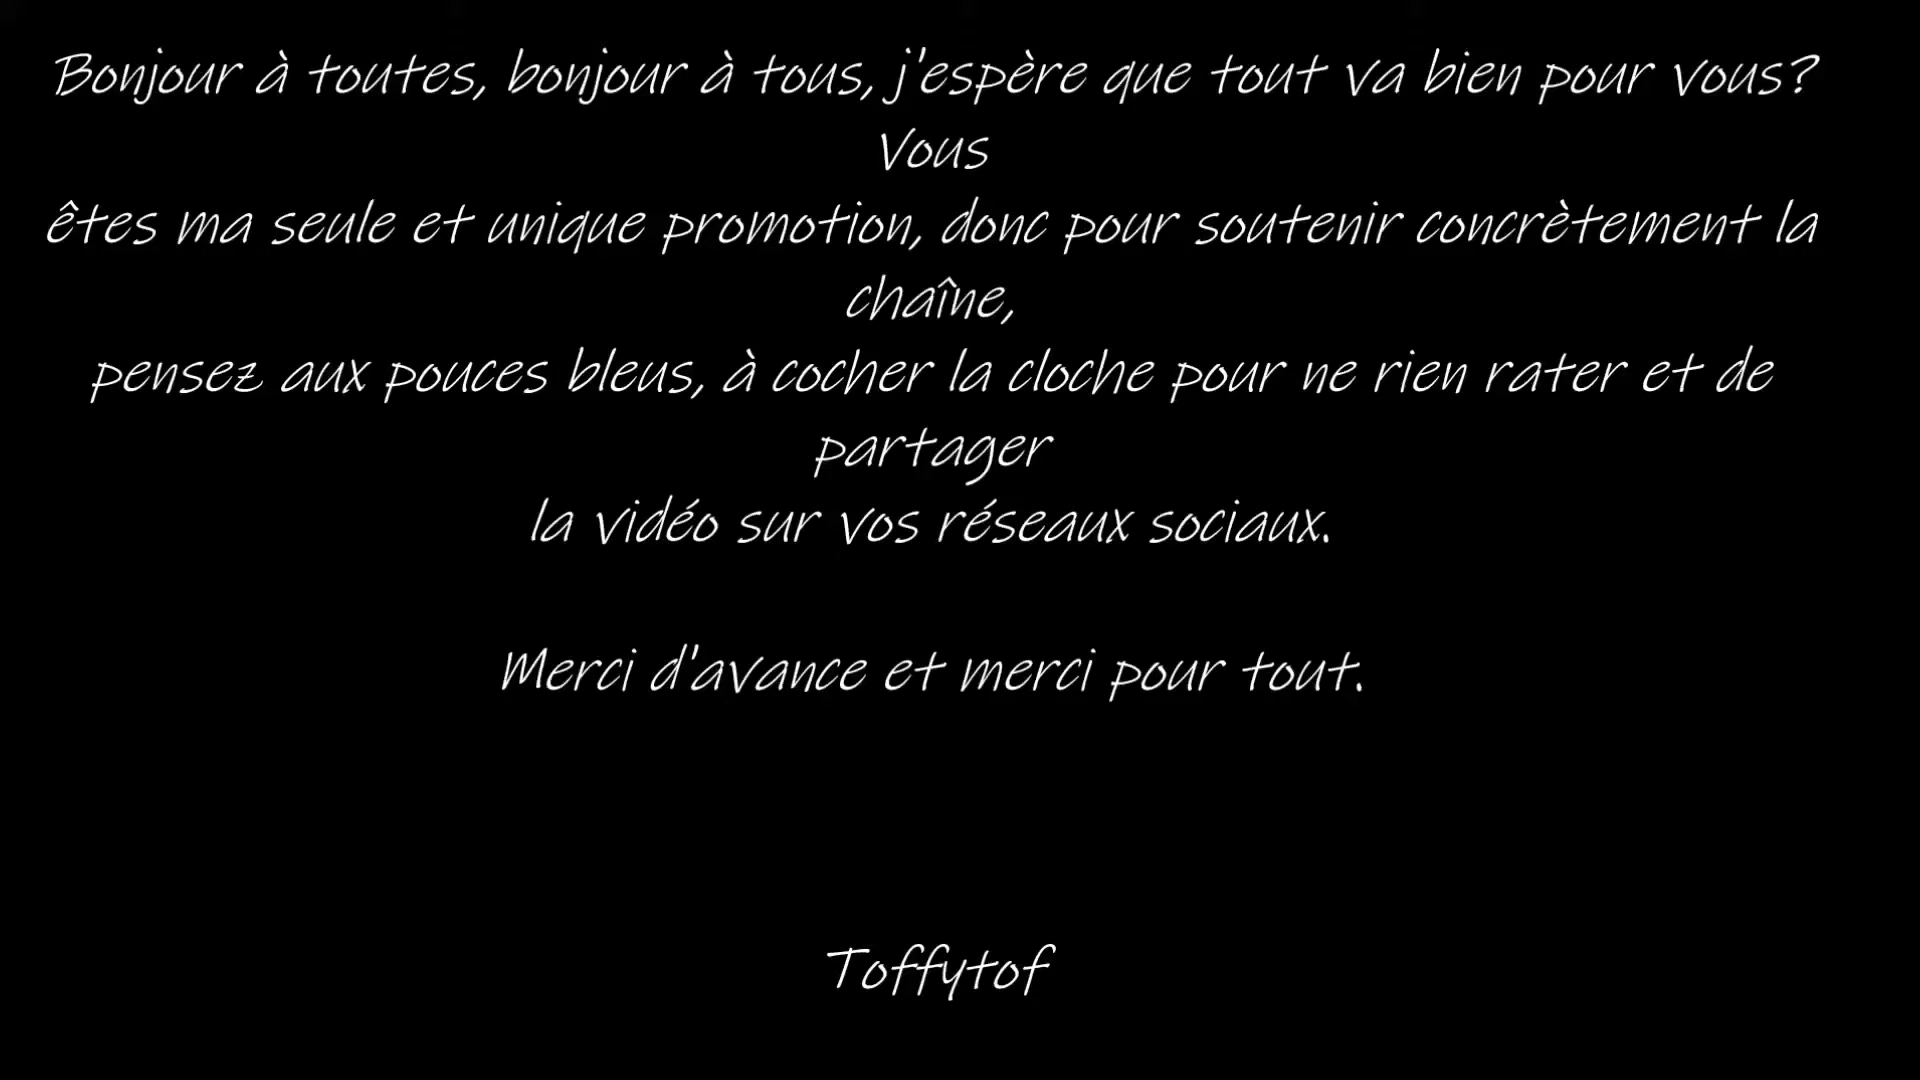 Bonjour à toutes, bonjour à tous, j'espère que tout va bien pour vous?
Vous
êtes ma seule et unique promotion, donc pour soutenir concrètement la
chaîne,
pensez aux pouces bleus, à cocher la cloche pour ne rien rater et de
partager
la vidéo sur vos réseaux sociaux.
Merci d'avance et merci pour tout.
Toffytof